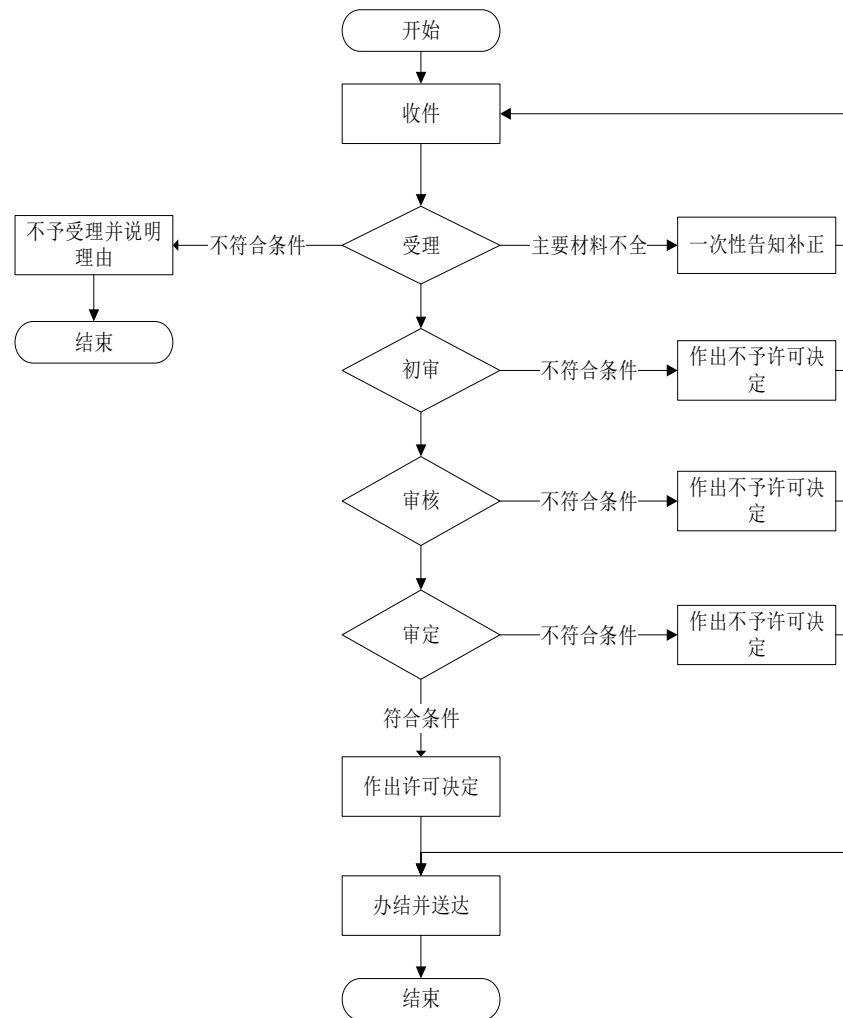 开始
收件
不予受理并说明
理由
不符合条件
受理
主要材料不全
一次性告知补正
结束
初审
不符合条件
作出不予许可决
定
审核
不符合条件
作出不予许可决
定
审定
不符合条件
作出不予许可决
定
符合条件
作出许可决定
办结并送达
结束